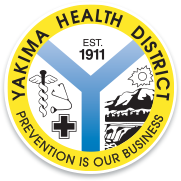 YAKIMA HEALTH DISTRICT
EST.
1911
PREVENTION IS OUR BUSINESS